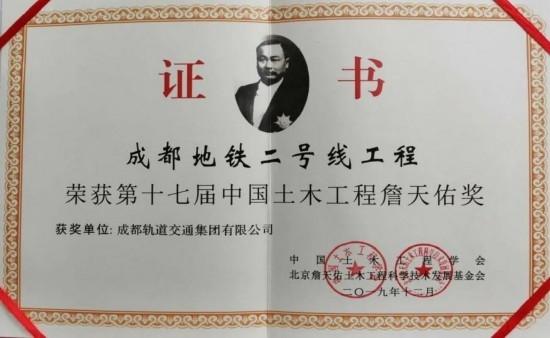 证书
成都地铁二号线工程
荣获第十七届中国土木工程詹天佑奖
获奖单位:成都轨道交通集团有限公司
中国土木工程学会
北京詹天佑土木工程科学技术发展基金会
二〇一九年十二月